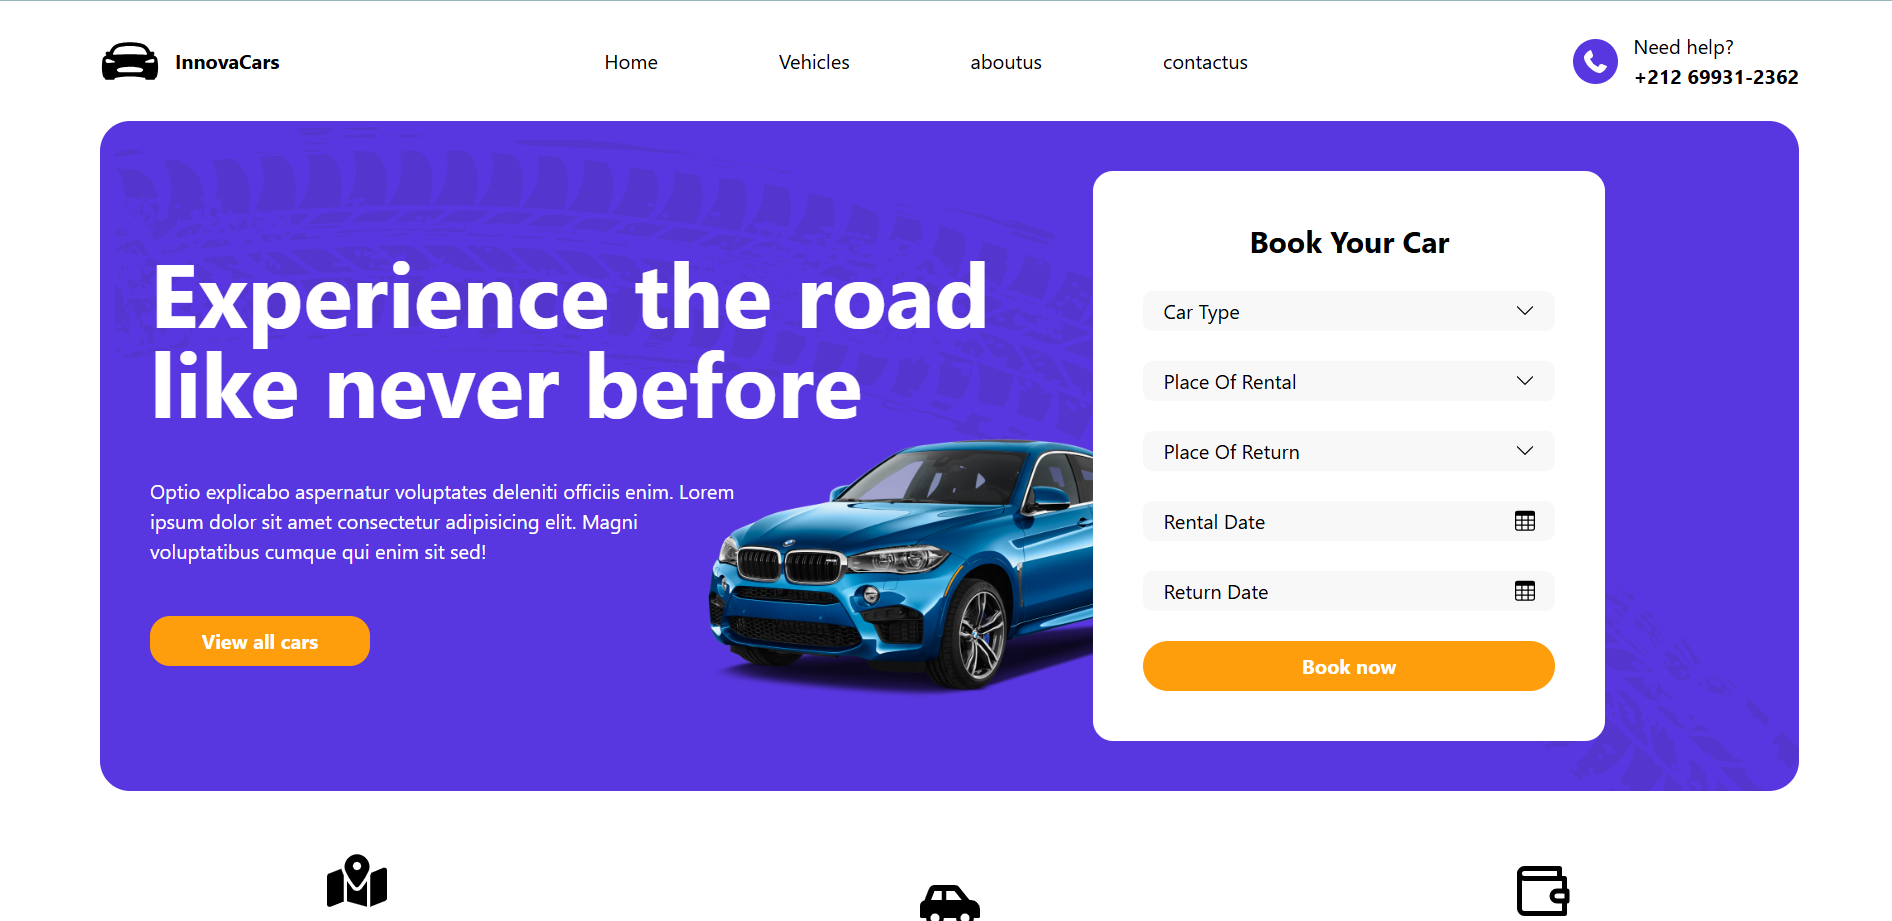 InnovaCars
Home
Vehicles
aboutus
contactus
Need help?
+212 69931-2362
Experience the road
like never before
Optio explicabo aspernatur voluptates deleniti officiis enim. Lorem
ipsum dolor sit amet consectetur adipisicing elit. Magni
voluptatibus cumque qui enim sit sed!
View all cars
Book Your Car
Car Type
Place Of Rental
Place Of Return
Rental Date
Return Date
Book now